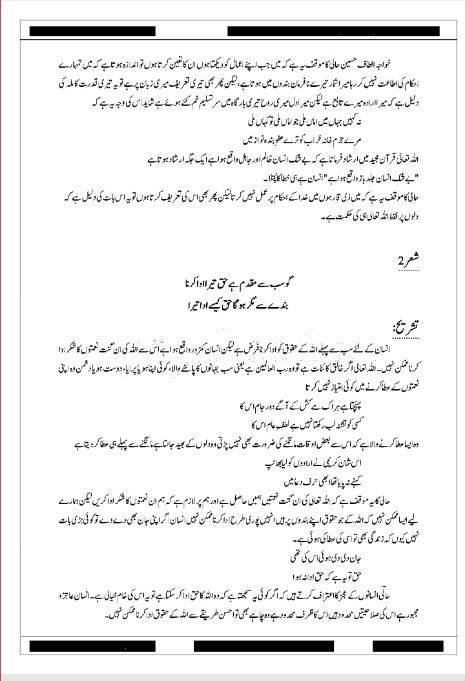 خواجہ الطاف حسین حالی کا موقف یہ ہے کہ میں جب اپنے اعمال کو دیکھتا ہوں ان کا تعین کرتا ہوں تو اندازہ ہوتا ہے کہ میں تمہارے
احکام کی اطاعت نہیں کر رہا میرا شمار تیرے نافرمان بندوں میں ہوتا ہے لیکن پھر بھی تیری تعریف میری زبان پر ہے تو یہ تیری قدرت کاملہ کی
دلیل ہے کہ میرا ارادہ میرے تابع ہے لیکن میرا دل میری روح تیری بارگاہ میں سر تسلیم خم کئے ہوئے ہے شاید اس کی وجہ یہ ہے کہ
نہ کہیں جہاں میں اماں ملی جو اماں ملی تو کہاں ملی
مرے جرم خانہ خراب کو ترے عفو بندہ نواز میں
اللہ تعالیٰ قرآن مجید میں ارشاد فرماتا ہے کہ بے شک انسان ظالم اور جاہل واقع ہوا ہے ایک جگہ ارشاد ہوتا ہے
"بے شک انسان جلد باز واقع ہوا ہے" انسان ہے ہی خطا کا پتلا۔
حالی کا موقف یہ ہے کہ میں ذی قار ہوں میں خدا کے احکام پر عمل نہیں کرتا لیکن پھر بھی اس کی تعریف کرتا ہوں تو یہ اس بات کی دلیل ہے کہ
دلوں پر فقط اللہ تعالیٰ ہی کی حکمت ہے۔
شعر 2
گو سب سے مقدم ہے حق تیرا ادا کرنا
بندے سے مگر ہو گا حق کیسے ادا تیرا
تشریح:
انسان کے لئے سب سے پہلے اللہ کے حقوق کو ادا کرنا فرض ہے لیکن انسان کمزور واقع ہوا ہے اس سے اللہ کی ان گنت نعمتوں کا شکر ادا
کرنا ممکن نہیں۔ اللہ تعالیٰ اگر خالق کائنات ہے تو وہ رب العالمین ہے یعنی سب جہانوں کا پالنے والا، کوئی اپنا ہو یا پرایا، دوست ہو یا دشمن وہ اپنی
نعمتوں کے عطا کرنے میں کوئی امتیاز نہیں کرتا
پہنچتا ہے ہر اک مے کش کے آگے دور جام اس کا
کسی کو تشنہ لب رکھتا نہیں ہے لطف عام اس کا
وہ ایسا عطا کرنے والا ہے کہ اس سے بعض اوقات مانگنے کی ضرورت بھی نہیں پڑتی وہ دلوں کے بھید جانتا ہے مانگنے سے پہلے ہی عطا کر دیتا ہے
اس شان کریمی نے ارادوں کو لیا بھانپ
کہنے نہ پایا تھا ابھی حرف دعا میں
حالی کا یہ موقف ہے کہ اللہ تعالیٰ کی ان گنت نعمتیں ہمیں حاصل ہے اور ہم پر لازم ہے کہ ہم ان نعمتوں کا شکر ادا کریں لیکن ہمارے
لیے ایسا ممکن نہیں کہ اللہ کے جو حقوق اپنے بندوں پر ہیں انہیں پوری طرح ادا کرنا ممکن نہیں انسان اگر اپنی جان بھی دے دے تو کوئی بڑی بات
نہیں کیوں کہ زندگی بھی تو اسی کی عطا کی ہوئی ہے۔
جان دی دی ہوئی اس کی تھی
حق تو یہ ہے کہ حق ادا نہ ہوا
حالی انسانوں کے عجز کا اعتراف کرتے ہیں کہ اگر کوئی یہ سمجھتا ہے کہ وہ اللہ کا حق ادا کر سکتا ہے تو یہ اس کی خام خیالی ہے۔ انسان عاجز و
مجبور ہے اس کی صلاحیتیں محدود ہیں اس کا ظرف محدود ہے وہ چاہے بھی تو احسن طریقے سے اللہ کے حقوق ادا کرنا ممکن نہیں۔